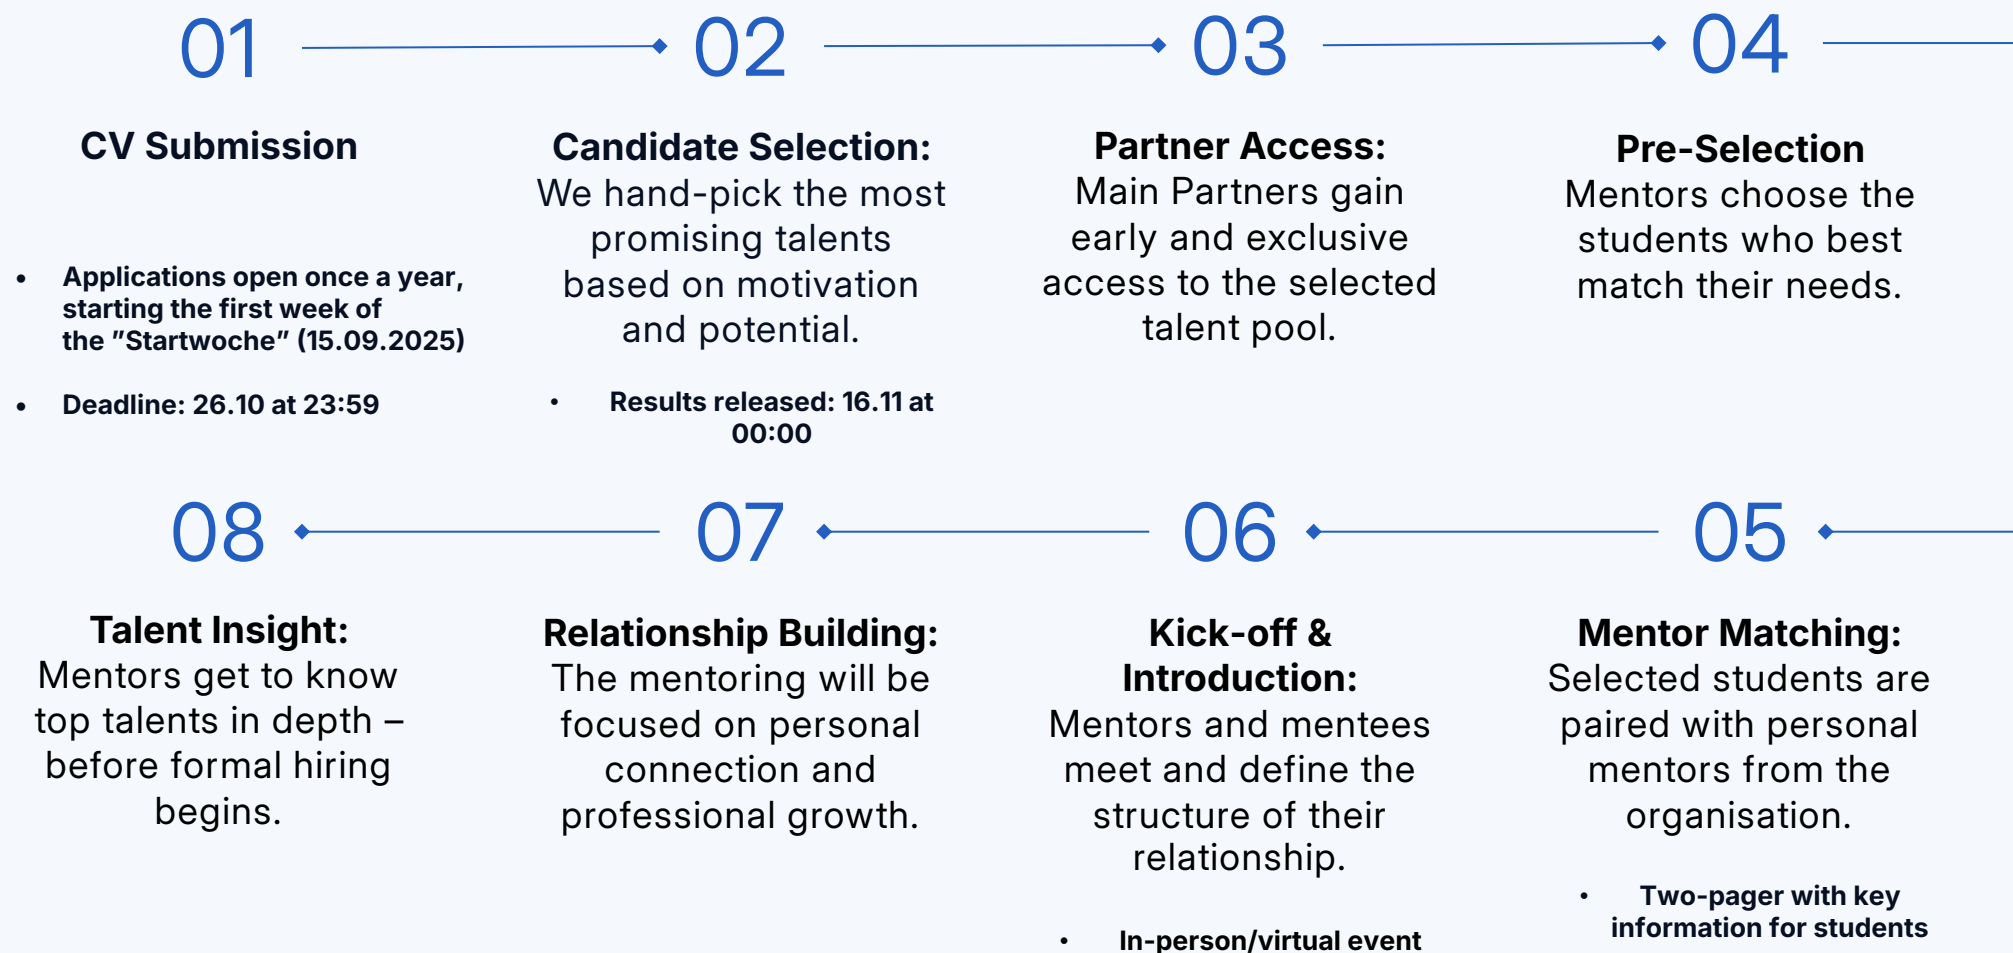 01
02
03
04
CV Submission
• Applications open once a year,
starting the first week of
the ”Startwoche” (15.09.2025)
• Deadline: 26.10 at 23:59
Candidate Selection:
We hand-pick the most
promising talents
based on motivation
and potential.
• Results released: 16.11 at
00:00
Partner Access:
Main Partners gain
early and exclusive
access to the selected
talent pool.
Pre-Selection
Mentors choose the
students who best
match their needs.
08
07
06
05
Talent Insight:
Mentors get to know
top talents in depth –
before formal hiring
begins.
Relationship Building:
The mentoring will be
focused on personal
connection and
professional growth.
Kick-off &
Introduction:
Mentors and mentees
meet and define the
structure of their
relationship.
• In-person/virtual event
Mentor Matching:
Selected students are
paired with personal
mentors from the
organisation.
• Two-pager with key
information for students